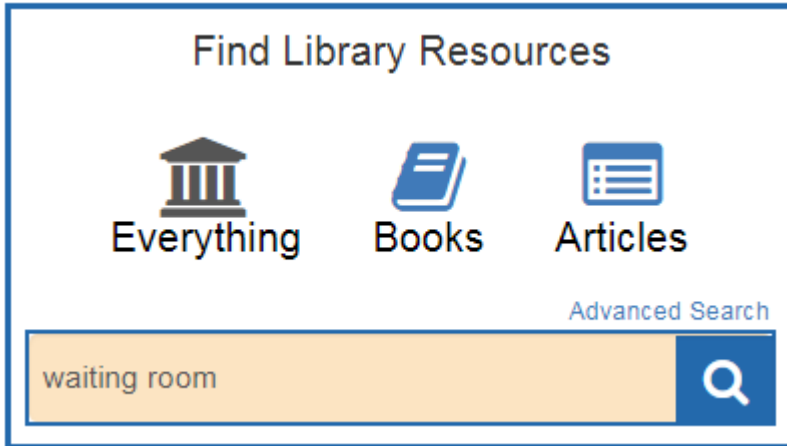 Find Library Resources
Everything Books Articles
Advanced Search
waiting room